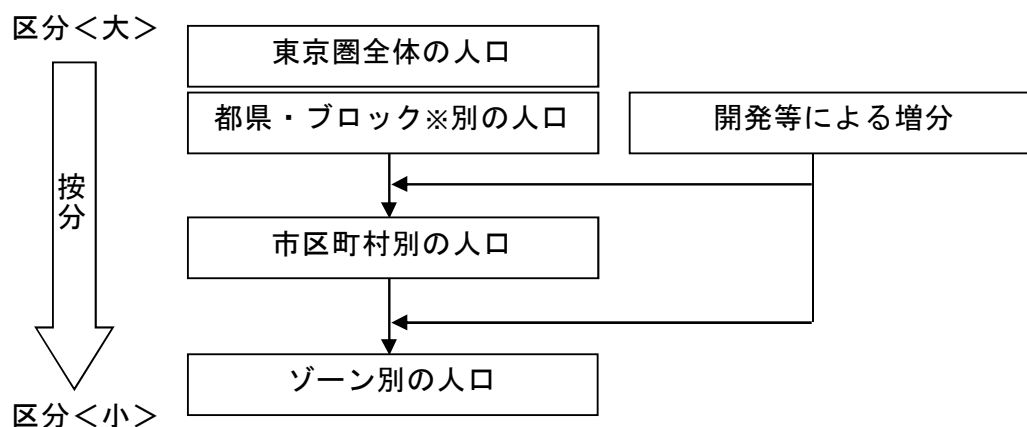 区分＜大＞
東京圏全体の人口
都県・ブロック※別の人口
開発等による増分
按分
市区町村別の人口
ゾーン別の人口
区分＜小＞